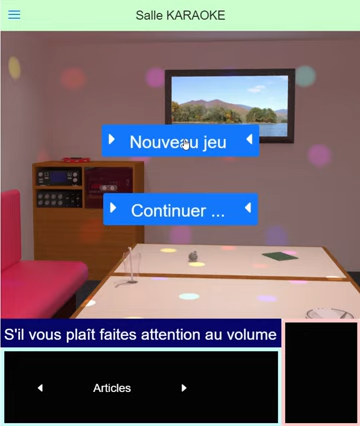 Salle KARAOKE
Nouveau jeu
Continuer ...
S'il vous plaît faites attention au volume
Articles